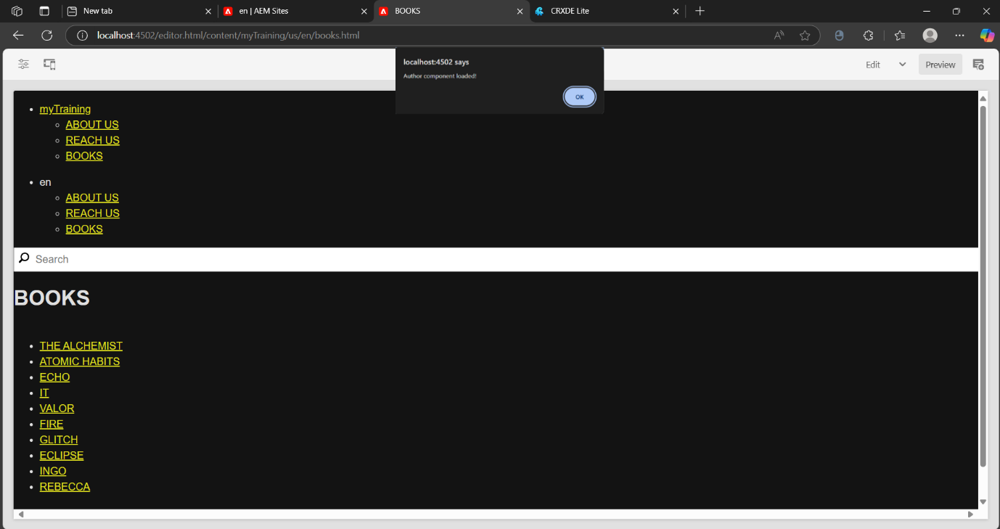 New tab
en | AEM Sites
BOOKS
CRXDE Lite
localhost:4502/editor.html/content/myTraining/us/en/books.html
localhost:4502 says
Author component loaded!
OK
Edit
Preview
myTraining
ABOUT US
REACH US
BOOKS
en
ABOUT US
REACH US
BOOKS
Search
BOOKS
THE ALCHEMIST
ATOMIC HABITS
ECHO
IT
VALOR
FIRE
GLITCH
ECLIPSE
INGO
REBECCA